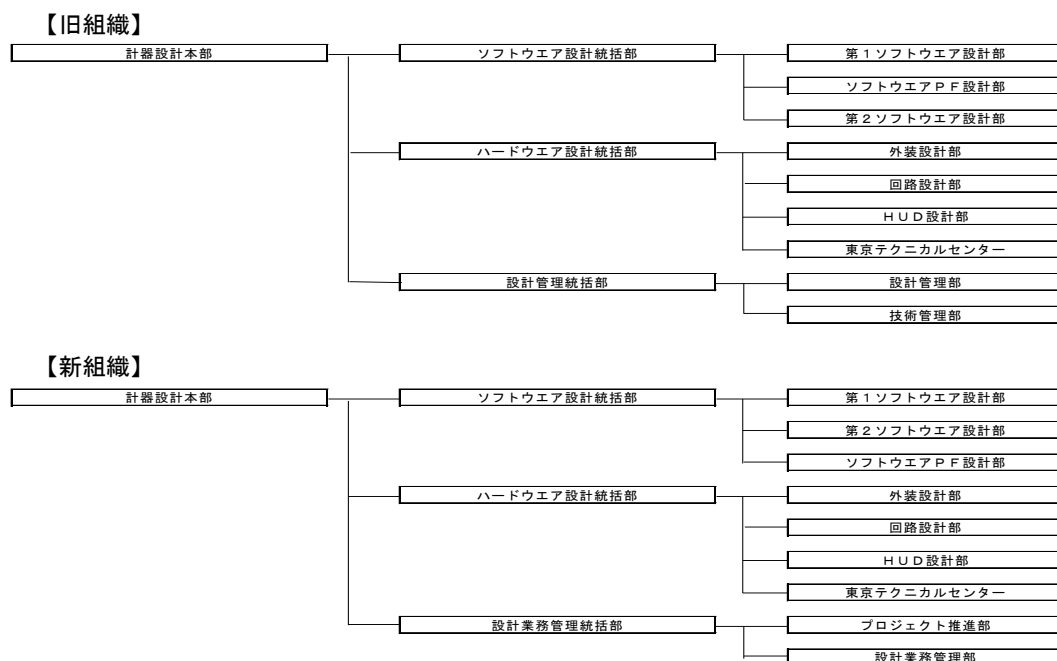 【旧組織】
計器設計本部 ソフトウエア設計統括部 第１ソフトウエア設計部
ソフトウエアＰＦ設計部
第２ソフトウエア設計部
ハードウエア設計統括部 外装設計部
回路設計部
ＨＵＤ設計部
東京テクニカルセンター
設計管理統括部 設計管理部
技術管理部
【新組織】
計器設計本部 ソフトウエア設計統括部 第１ソフトウエア設計部
第２ソフトウエア設計部
ソフトウエアＰＦ設計部
ハードウエア設計統括部 外装設計部
回路設計部
ＨＵＤ設計部
東京テクニカルセンター
設計業務管理統括部 プロジェクト推進部
設計業務管理部